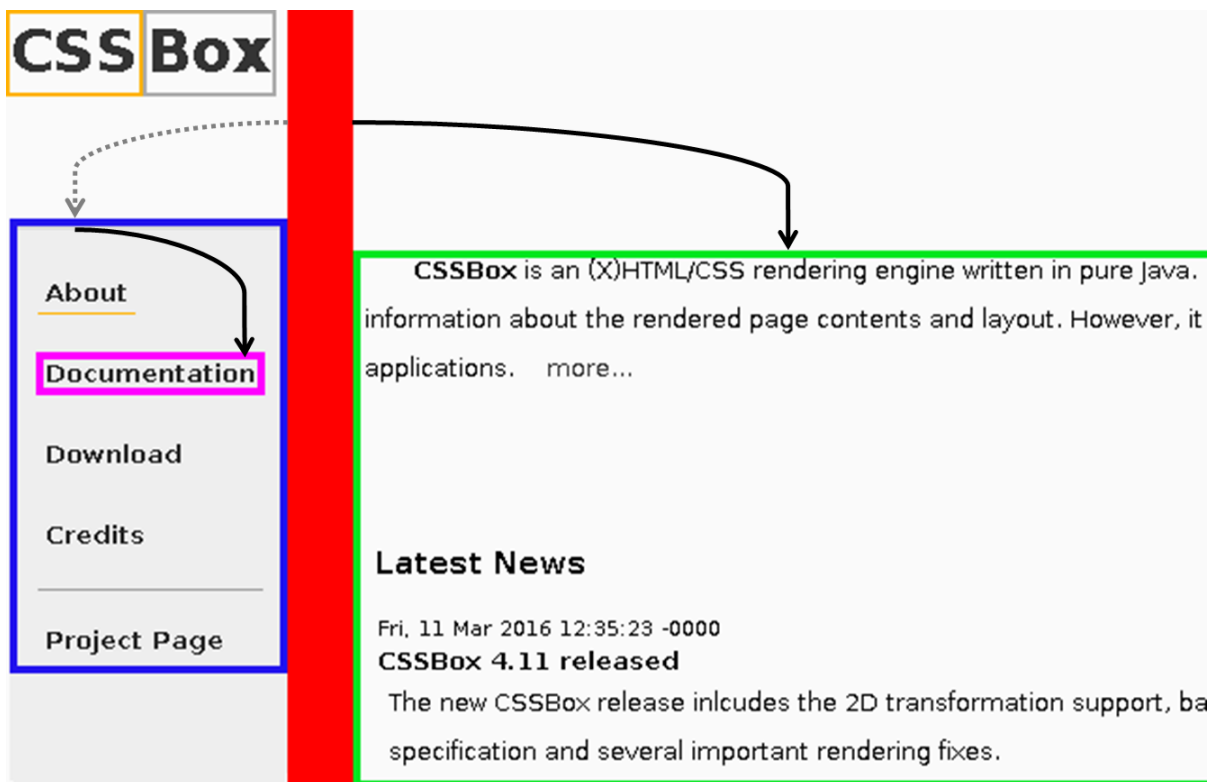 CSSBox
About
Documentation
Download
Credits
Project Page
CSSBox is an (X)HTML/CSS rendering engine written in pure Java.
information about the rendered page contents and layout. However, it
applications. more...
Latest News
Fri, 11 Mar 2016 12:35:23 -0000
CSSBox 4.11 released
The new CSSBox release inlcudes the 2D transformation support, ba
specification and several important rendering fixes.